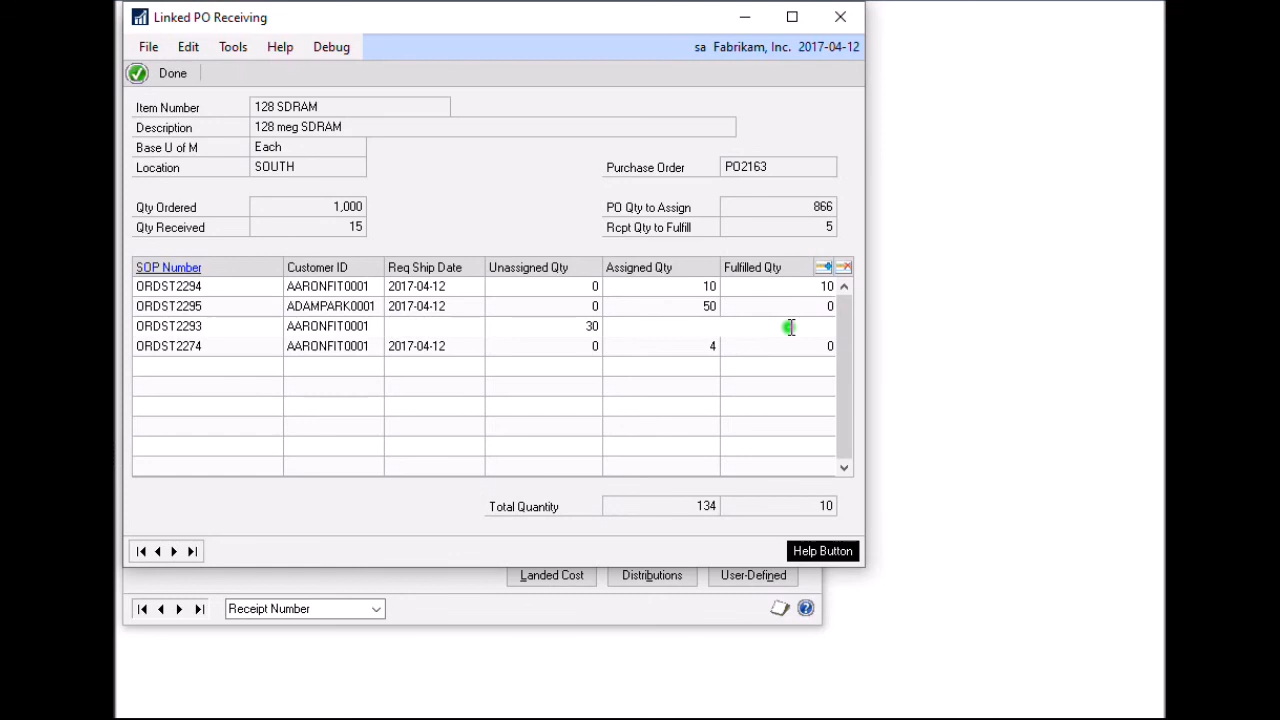 Linked PO Receiving
File Edit Tools Help Debug sa Fabrikam, Inc. 2017-04-12
Done
Item Number 128 SDRAM
Description 128 meg SDRAM
Base U of M Each
Location SOUTH Purchase Order PO2163
Qty Ordered 1,000 PO Qty to Assign 866
Qty Received 15 Rcpt Qty to Fulfill 5
SOP Number Customer ID Req Ship Date Unassigned Qty Assigned Qty Fulfilled Qty
ORDST2294 AARONFIT0001 2017-04-12 0 10 10
ORDST2295 ADAMPARK0001 2017-04-12 0 50 0
ORDST2293 AARONFIT0001 30
ORDST2274 AARONFIT0001 2017-04-12 0 4 0
Total Quantity 134 10
Help Button
Landed Cost Distributions User-Defined
Receipt Number